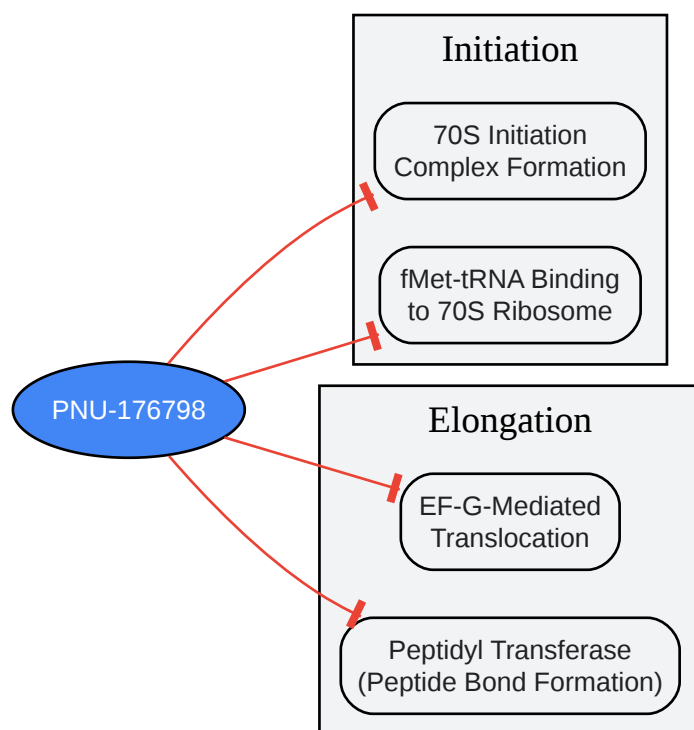 Initiation
70S Initiation
Complex Formation
fMet-tRNA Binding
to 70S Ribosome
PNU-176798
Elongation
EF-G-Mediated
Translocation
Peptidyl Transferase
(Peptide Bond Formation)